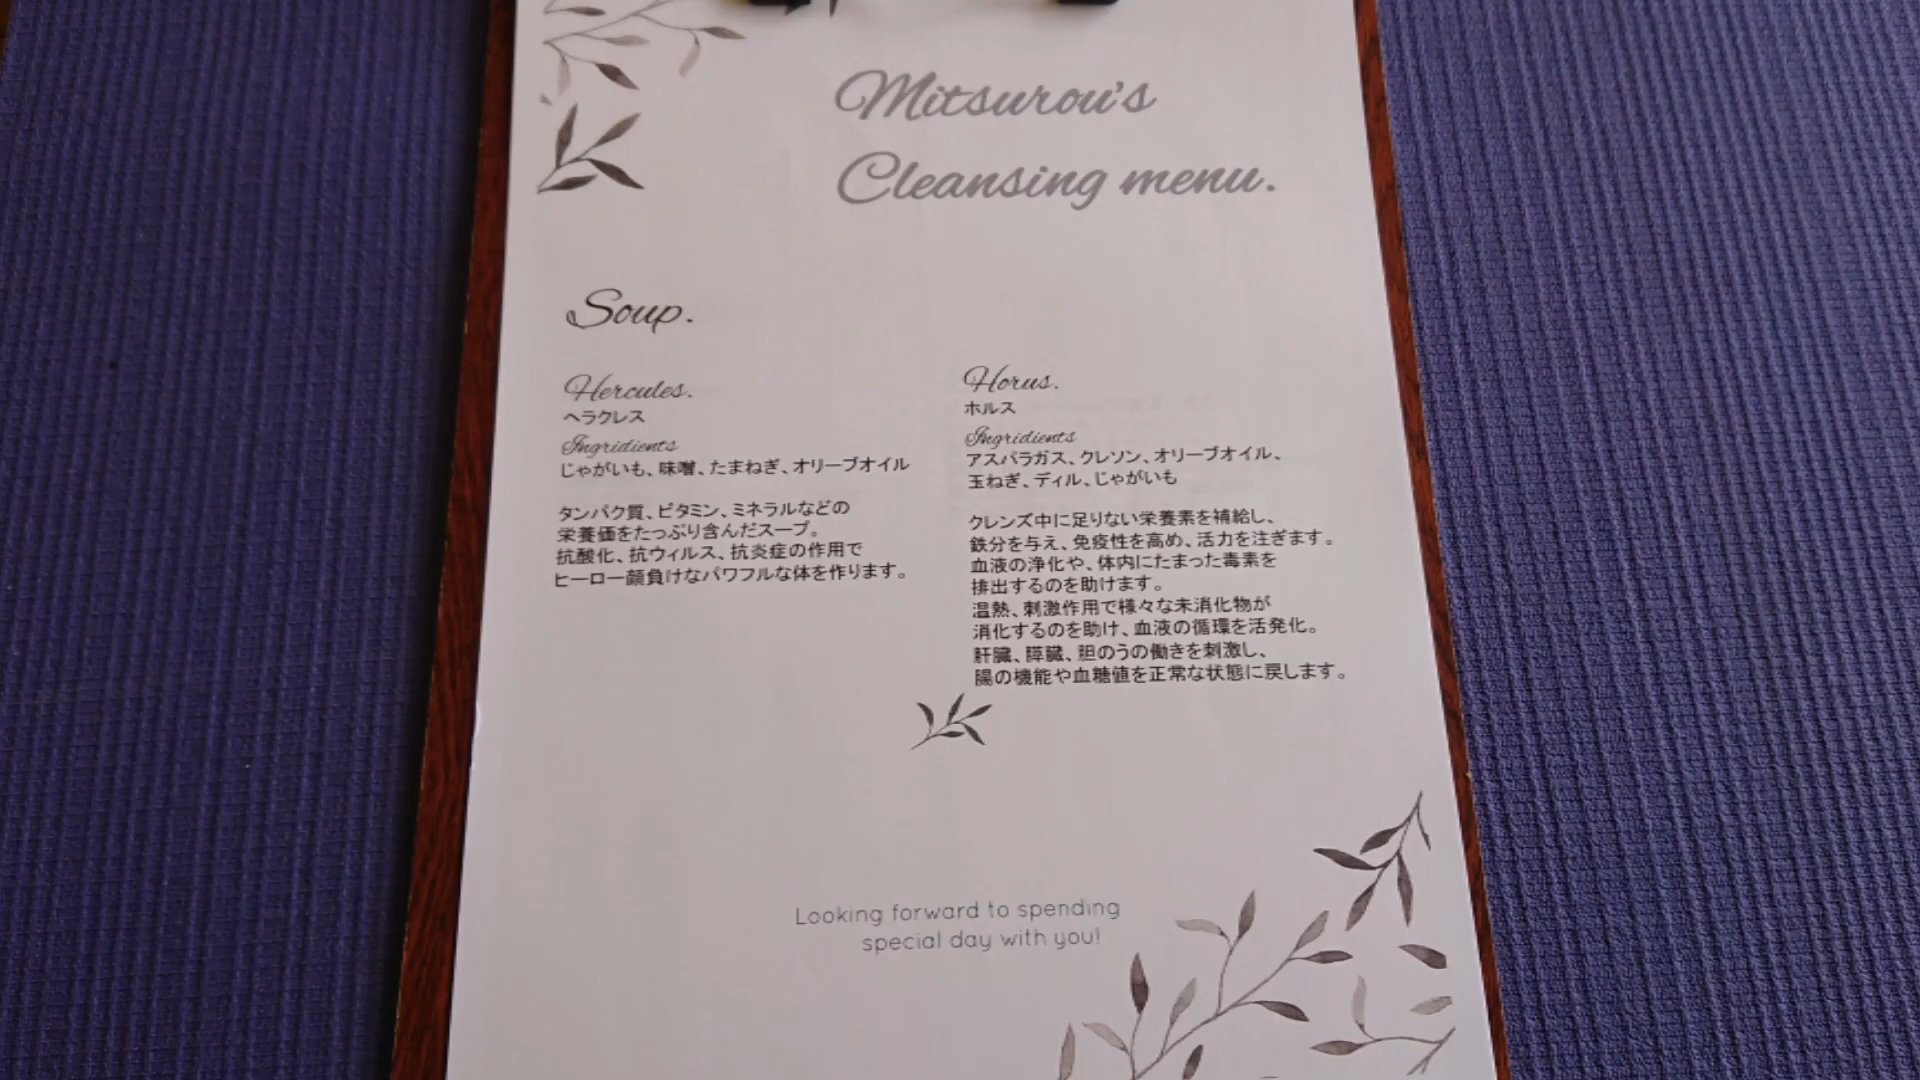 Mitsurou's
Cleansing menu.
Soup.
Hercules.
ヘラクレス
Ingridients
じゃがいも、味噌、たまねぎ、オリーブオイル
タンパク質、ビタミン、ミネラルなどの
栄養価をたっぷり含んだスープ。
抗酸化、抗ウィルス、抗炎症の作用で
ヒーロー顔負けなパワフルな体を作ります。
Horus.
ホルス
Ingridients
アスパラガス、クレソン、オリーブオイル、
玉ねぎ、ディル、じゃがいも
クレンズ中に足りない栄養素を補給し、
鉄分を与え、免疫性を高め、活力を注ぎます。
血液の浄化や、体内にたまった毒素を
排出するのを助けます。
温熱、刺激作用で様々な未消化物が
消化するのを助け、血液の循環を活発化。
肝臓、膵臓、胆のうの働きを刺激し、
腸の機能や血糖値を正常な状態に戻します。
Looking forward to spending
special day with you!